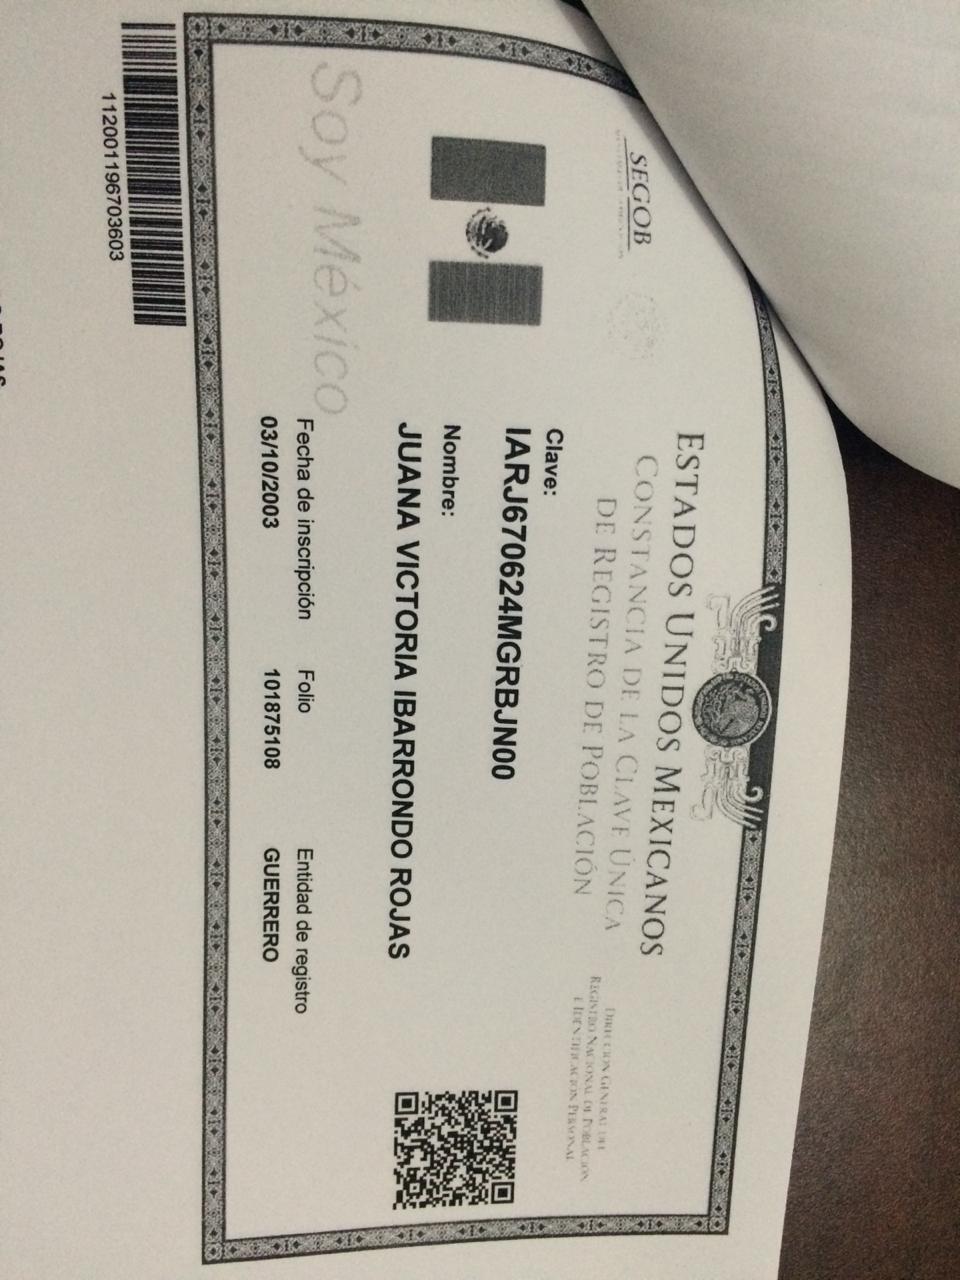 ESTADOS UNIDOS MEXICANOS
CONSTANCIA DE LA CLAVE ÚNICA
DE REGISTRO DE POBLACIÓN
SEGOB
DIRECCIÓN GENERAL DEL
REGISTRO NACIONAL DE POBLACIÓN
E IDENTIFICACIÓN PERSONAL
Clave:
IARJ670624MGRBJN00
Nombre:
JUANA VICTORIA IBARRONDO ROJAS
Soy México
Fecha de inscripción Folio Entidad de registro
03/10/2003 101875108 GUERRERO
112001196703603
ROJAS